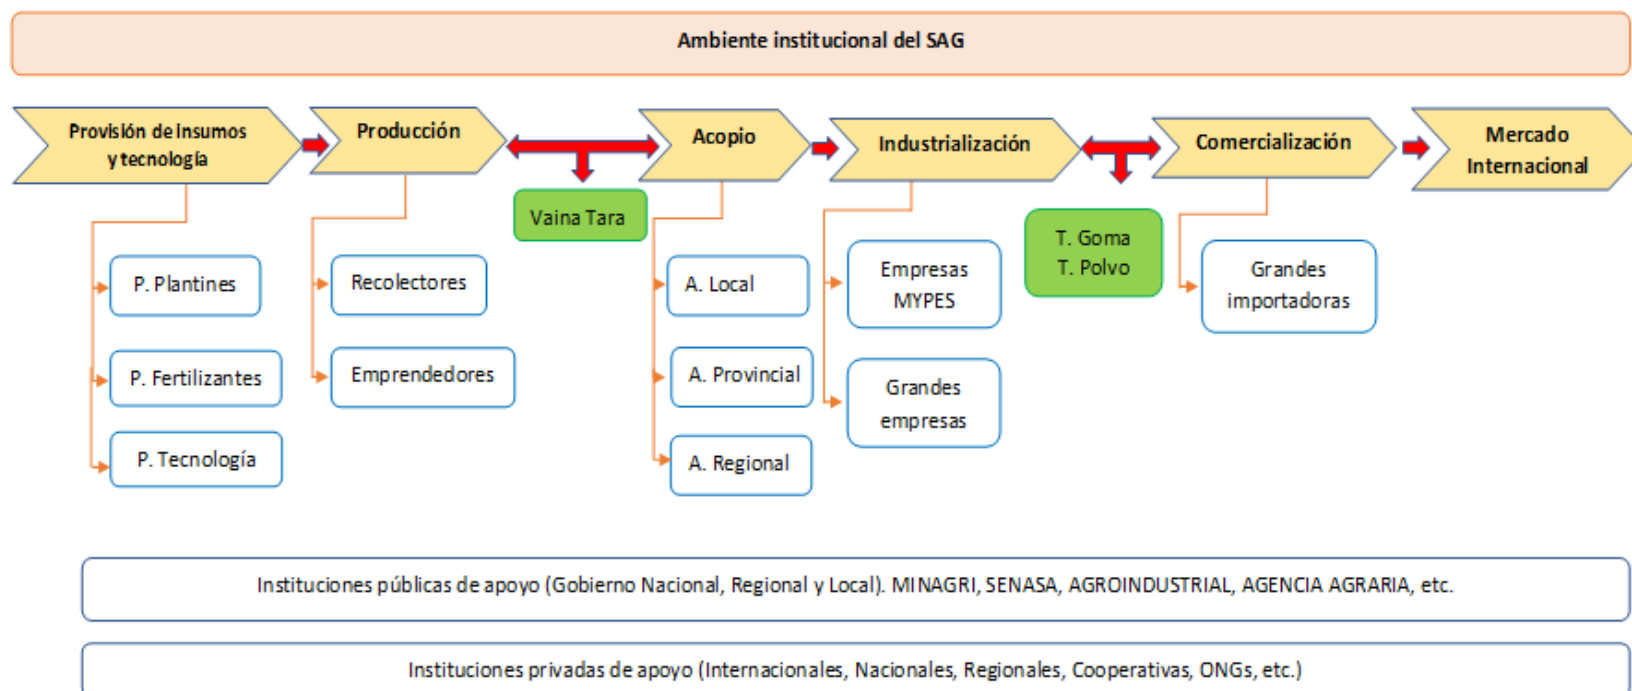 Ambiente institucional del SAG
Provisión de insumos
y tecnología
Producción
Acopio
Industrialización
Comercialización
Mercado
Internacional
Vaina Tara
T. Goma
T. Polvo
P. Plantines
P. Fertilizantes
P. Tecnología
Recolectores
Emprendedores
A. Local
A. Provincial
A. Regional
Empresas
MYPES
Grandes
empresas
Grandes
importadoras
Instituciones públicas de apoyo (Gobierno Nacional, Regional y Local). MINAGRI, SENASA, AGROINDUSTRIAL, AGENCIA AGRARIA, etc.
Instituciones privadas de apoyo (Internacionales, Nacionales, Regionales, Cooperativas, ONGs, etc.)